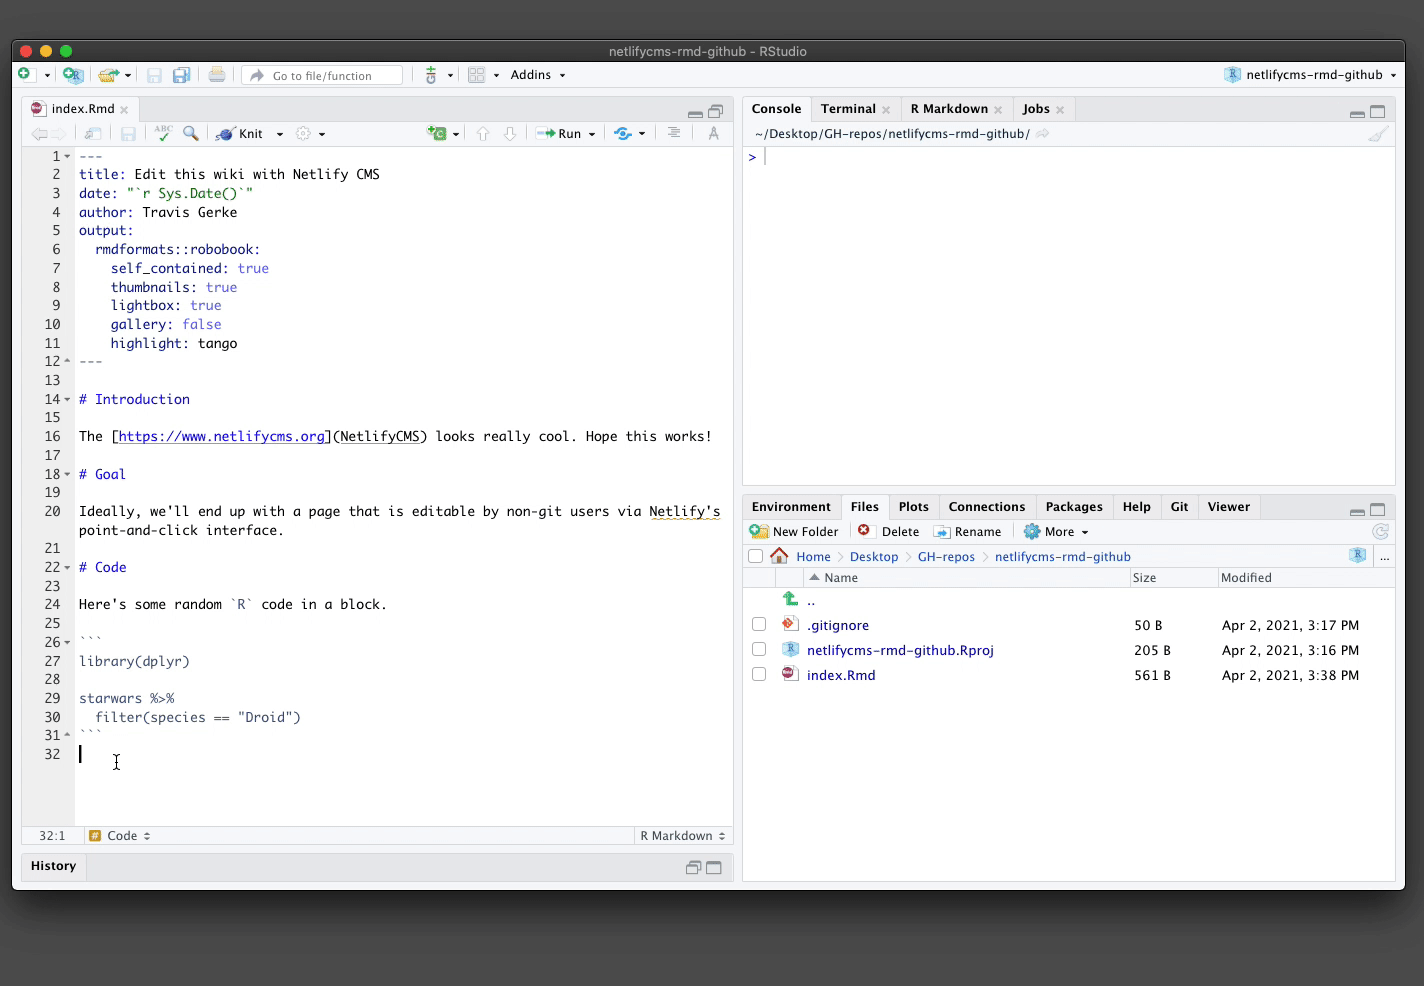 netlifycms-rmd-github - RStudio
Go to file/function
Addins
netlifycms-rmd-github
index.Rmd
ABC
Knit
Run
1 ---
2 title: Edit this wiki with Netlify CMS
3 date: "`r Sys.Date()`"
4 author: Travis Gerke
5 output:
6   rmdformats::robobook:
7     self_contained: true
8     thumbnails: true
9     lightbox: true
10     gallery: false
11     highlight: tango
12 ---
13
14 # Introduction
15
16 The [https://www.netlifycms.org](NetlifyCMS) looks really cool. Hope this works!
17
18 # Goal
19
20 Ideally, we'll end up with a page that is editable by non-git users via Netlify's
point-and-click interface.
21
22 # Code
23
24 Here's some random `R` code in a block.
25
26 ```
27 library(dplyr)
28
29 starwars %>%
30   filter(species == "Droid")
31 ```
32
32:1
# Code
R Markdown
History
Console Terminal R Markdown Jobs
~/Desktop/GH-repos/netlifycms-rmd-github/
>
Environment Files Plots Connections Packages Help Git Viewer
New Folder Delete Rename More
Home Desktop GH-repos netlifycms-rmd-github R ...
Name Size Modified
..
.gitignore 50 B Apr 2, 2021, 3:17 PM
netlifycms-rmd-github.Rproj 205 B Apr 2, 2021, 3:16 PM
index.Rmd 561 B Apr 2, 2021, 3:38 PM